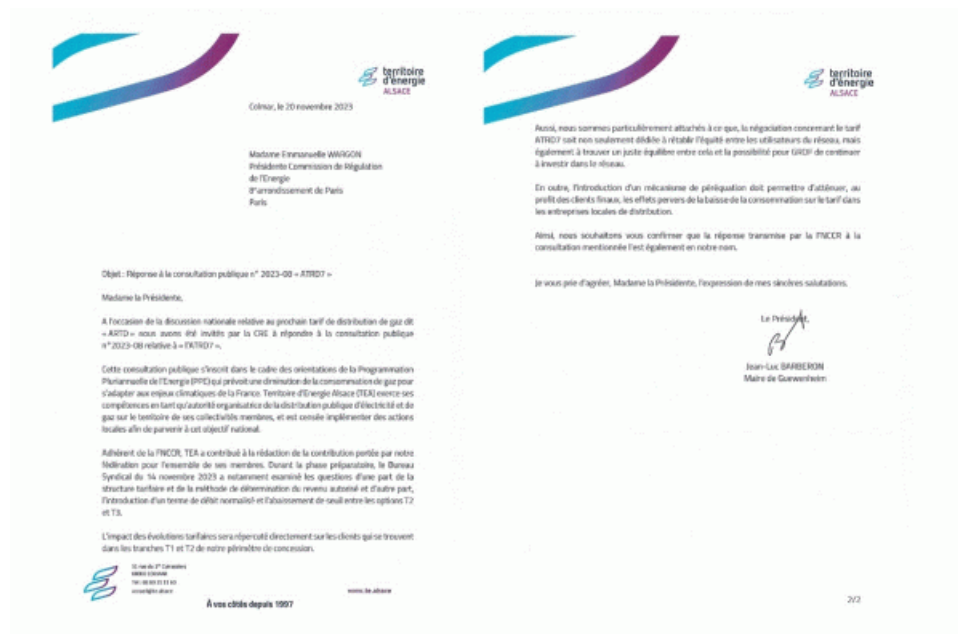 territoire
d'énergie
ALSACE
Colmar, le 20 novembre 2023
Madame Emmanuelle WARGON
Présidente Commission de Régulation
de l'Energie
8e arrondissement de Paris
Paris
Objet : Réponse à la consultation publique n° 2023-08 « ATRD7 »
Madame la Présidente,
A l'occasion de la discussion nationale relative au prochain tarif de distribution de gaz dit
« ARTD » nous avons été invités par la CRE à répondre à la consultation publique
n°2023-08 relative à « l'ATRD7 ».
Cette consultation publique s'inscrit dans le cadre des orientations de la Programmation
Pluriannuelle de l'Energie (PPE) qui prévoit une diminution de la consommation de gaz pour
s'adapter aux enjeux climatiques de la France. Territoire d'Energie Alsace (TEA) exerce ses
compétences en tant qu'autorité organisatrice de la distribution publique d'électricité et de
gaz sur le territoire de ses collectivités membres, et est censée implémenter des actions
locales afin de parvenir à cet objectif national.
Adhérent de la FNCCR, TEA a contribué à la rédaction de la contribution portée par notre
fédération pour l'ensemble de ses membres. Durant la phase préparatoire, le Bureau
Syndical du 14 novembre 2023 a notamment examiné les questions d'une part de la
structure tarifaire et de la méthode de détermination du revenu autorisé et d'autre part,
l'introduction d'un terme de débit normalisé et l'abaissement de seuil entre les options T2
et T3.
L'impact des évolutions tarifaires sera répercuté directement sur les clients qui se trouvent
dans les tranches T1 et T2 de notre périmètre de concession.
www.te.alsace
À vos côtés depuis 1997
territoire
d'énergie
ALSACE
Aussi, nous sommes particulièrement attachés à ce que, la négociation concernant le tarif
ATRD7 soit non seulement dédiée à rétablir l'équité entre les utilisateurs du réseau, mais
également à trouver un juste équilibre entre cela et la possibilité pour GRDF de continuer
à investir dans le réseau.
En outre, l'introduction d'un mécanisme de péréquation doit permettre d'atténuer, au
profit des clients finaux, les effets pervers de la baisse de la consommation sur le tarif dans
les entreprises locales de distribution.
Ainsi, nous souhaitons vous confirmer que la réponse transmise par la FNCCR à la
consultation mentionnée l'est également en notre nom.
Je vous prie d'agréer, Madame la Présidente, l'expression de mes sincères salutations.
Le Président,
Jean-Luc BARBERON
Maire de Guewenheim
2/2